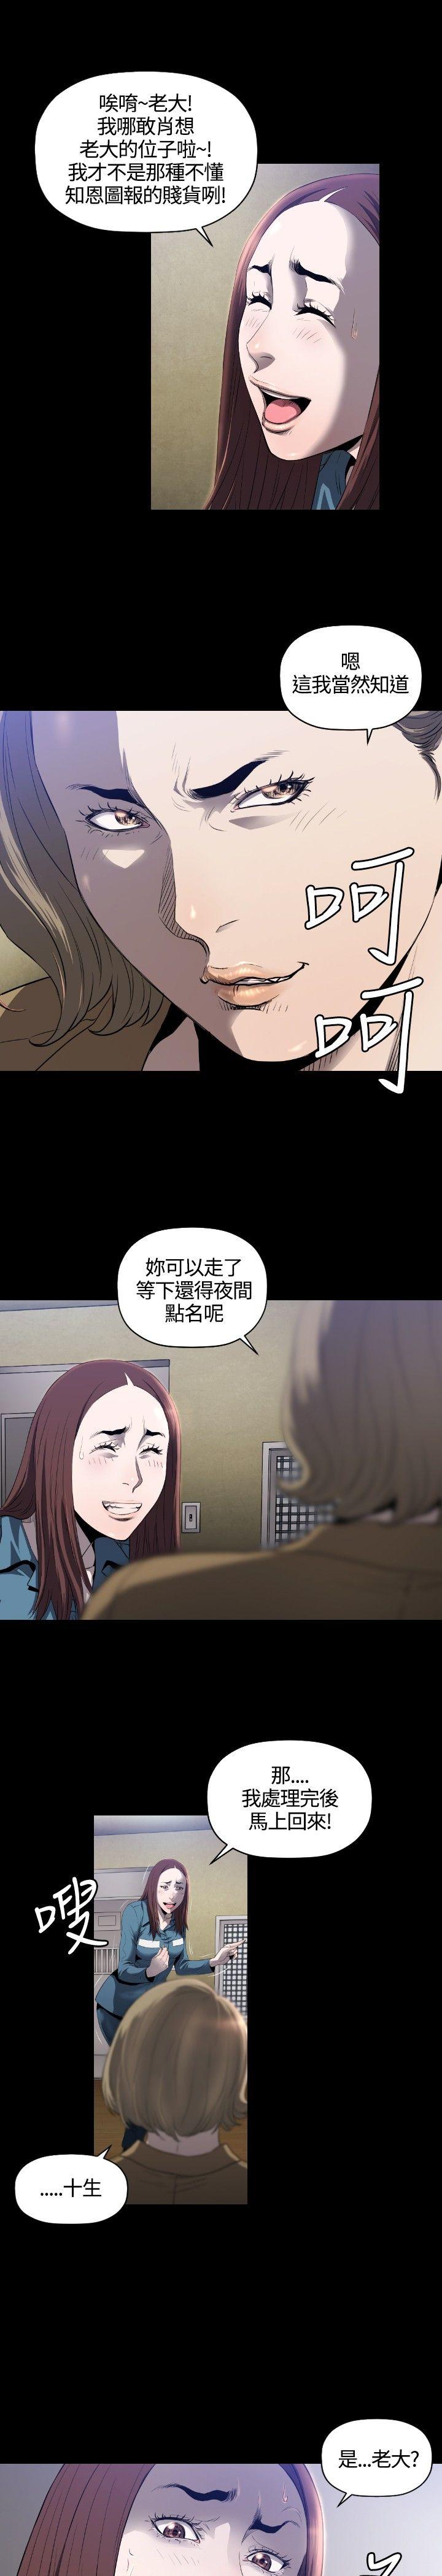 唉唷~老大!
我哪敢肖想
老大的位子啦~!
我才不是那種不懂
知恩圖報的賤貨咧!
嗯
這我當然知道
叩
叩
妳可以走了
等下還得夜間
點名呢
那....
我處理完後
馬上回來!
嗖
.....十生
是...老大?